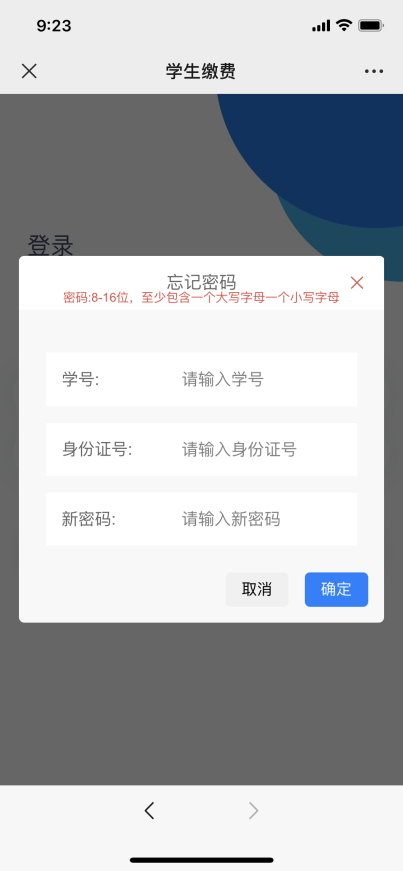 9:23
学生缴费
登录
忘记密码
密码:8-16位，至少包含一个大写字母一个小写字母
学号: 请输入学号
身份证号: 请输入身份证号
新密码: 请输入新密码
取消 确定